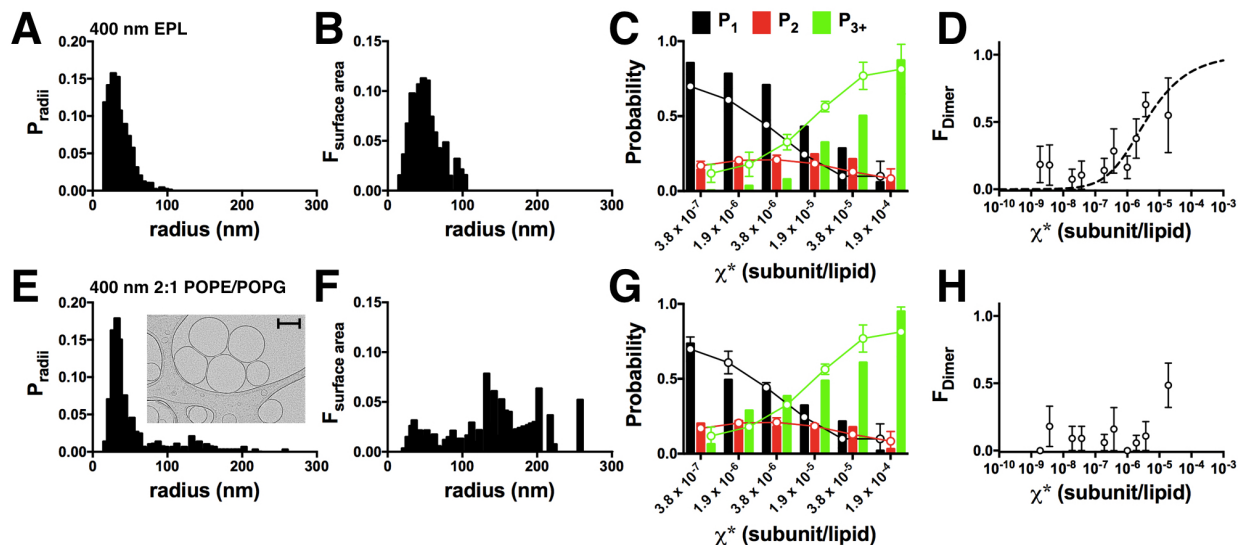 A
400 nm EPL
0.20
0.15
0.10
0.05
0.00
P radii
0
100
200
300
radius (nm)
B
0.15
0.10
0.05
0.00
F surface area
0
100
200
300
radius (nm)
C
P1
P2
P3+
1.0
0.5
0.0
Probability
3.8 x 10-7
1.9 x 10-6
3.8 x 10-6
1.9 x 10-5
3.8 x 10-5
1.9 x 10-4
χ* (subunit/lipid)
D
1.0
0.5
0.0
F Dimer
10-10
10-9
10-8
10-7
10-6
10-5
10-4
10-3
χ* (subunit/lipid)
E
400 nm 2:1 POPE/POPG
0.20
0.15
0.10
0.05
0.00
P radii
0
100
200
300
radius (nm)
F
0.15
0.10
0.05
0.00
F surface area
0
100
200
300
radius (nm)
G
1.0
0.5
0.0
Probability
3.8 x 10-7
1.9 x 10-6
3.8 x 10-6
1.9 x 10-5
3.8 x 10-5
1.9 x 10-4
χ* (subunit/lipid)
H
1.0
0.5
0.0
F Dimer
10-10
10-9
10-8
10-7
10-6
10-5
10-4
10-3
χ* (subunit/lipid)